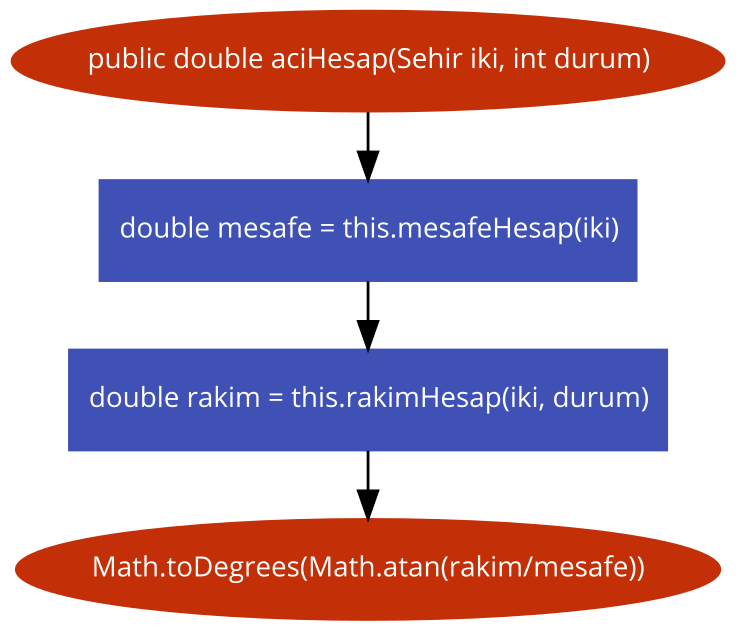 public double aciHesap(Sehir iki, int durum)
double mesafe = this.mesafeHesap(iki)
double rakim = this.rakimHesap(iki, durum)
Math.toDegrees(Math.atan(rakim/mesafe))